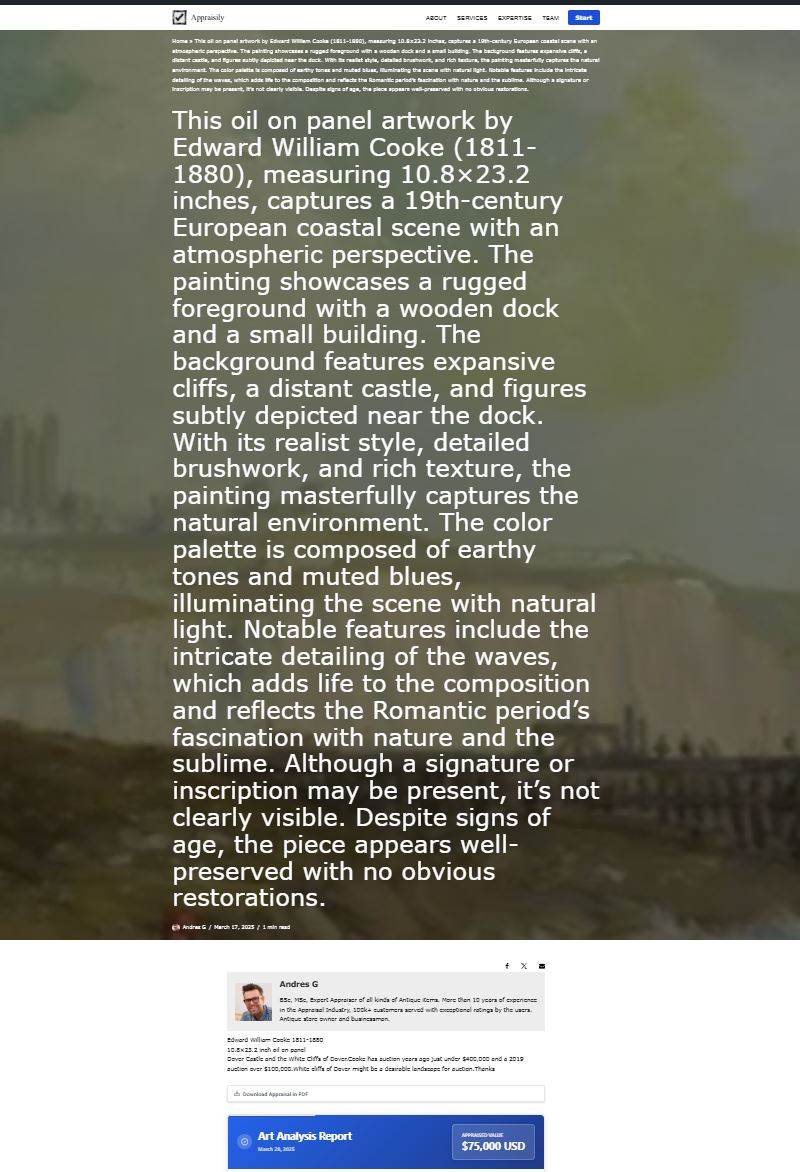 Appraisily
ABOUT SERVICES EXPERTISE TEAM Start
Home » This oil on panel artwork by Edward William Cooke (1811-1880), measuring 10.8×23.2 inches, captures a 19th-century European coastal scene with an
atmospheric perspective. The painting showcases a rugged foreground with a wooden dock and a small building. The background features expansive cliffs, a
distant castle, and figures subtly depicted near the dock. With its realist style, detailed brushwork, and rich texture, the painting masterfully captures the natural
environment. The color palette is composed of earthy tones and muted blues, illuminating the scene with natural light. Notable features include the intricate
detailing of the waves, which adds life to the composition and reflects the Romantic period's fascination with nature and the sublime. Although a signature or
inscription may be present, it's not clearly visible. Despite signs of age, the piece appears well-preserved with no obvious restorations.
This oil on panel artwork by
Edward William Cooke (1811-
1880), measuring 10.8×23.2
inches, captures a 19th-century
European coastal scene with an
atmospheric perspective. The
painting showcases a rugged
foreground with a wooden dock
and a small building. The
background features expansive
cliffs, a distant castle, and figures
subtly depicted near the dock.
With its realist style, detailed
brushwork, and rich texture, the
painting masterfully captures the
natural environment. The color
palette is composed of earthy
tones and muted blues,
illuminating the scene with natural
light. Notable features include the
intricate detailing of the waves,
which adds life to the composition
and reflects the Romantic period's
fascination with nature and the
sublime. Although a signature or
inscription may be present, it's not
clearly visible. Despite signs of
age, the piece appears well-
preserved with no obvious
restorations.
Andres G / March 17, 2025 / 1 min read
Andres G
BSc, MSc, Expert Appraiser of all kinds of Antique items. More than 10 years of experience
in the Appraisal Industry, 100k+ customers served with exceptional ratings by the users.
Antique store owner and businessman.
Edward William Cooke 1811-1880
10.8×23.2 inch oil on panel
Dover Castle and the White Cliffs of Dover.Cooke has auction years ago just under $400,000 and a 2019
auction over $100,000.White cliffs of Dover might be a desirable landscape for auction.Thanks
Download Appraisal in PDF
Art Analysis Report
March 28, 2025
APPRAISED VALUE
$75,000 USD